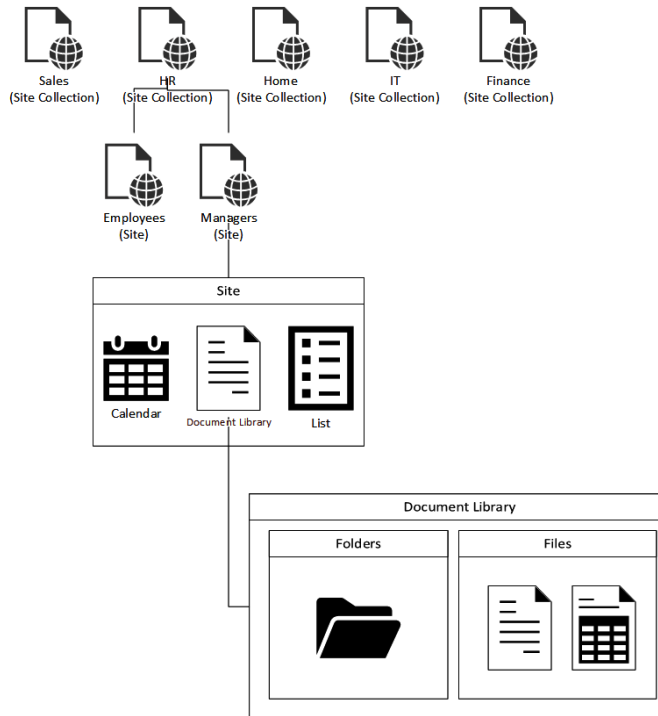 Sales
(Site Collection)
HR
(Site Collection)
Home
(Site Collection)
IT
(Site Collection)
Finance
(Site Collection)
Employees
(Site)
Managers
(Site)
Site
Calendar
Document Library
List
Document Library
Folders
Files